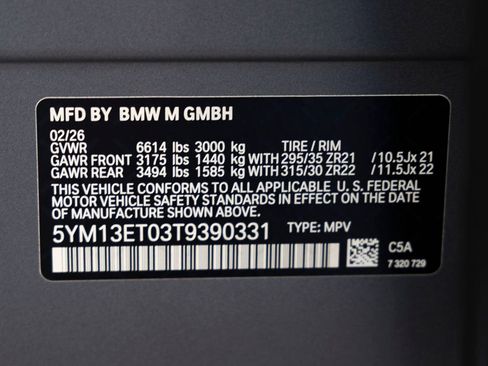 MFD BY BMW M GMBH
02/26
GVWR 6614 lbs 3000 kg TIRE / RIM
GAWR FRONT 3175 lbs 1440 kg WITH 295/35 ZR21 /10.5Jx 21
GAWR REAR 3494 lbs 1585 kg WITH 315/30 ZR22 /11.5Jx 22
THIS VEHICLE CONFORMS TO ALL APPLICABLE U. S. FEDERAL
MOTOR VEHICLE SAFETY STANDARDS IN EFFECT ON THE
DATE OF MANUFACTURE SHOWN ABOVE.
5YM13ET03T9390331 TYPE: MPV
C5A
7 320 729